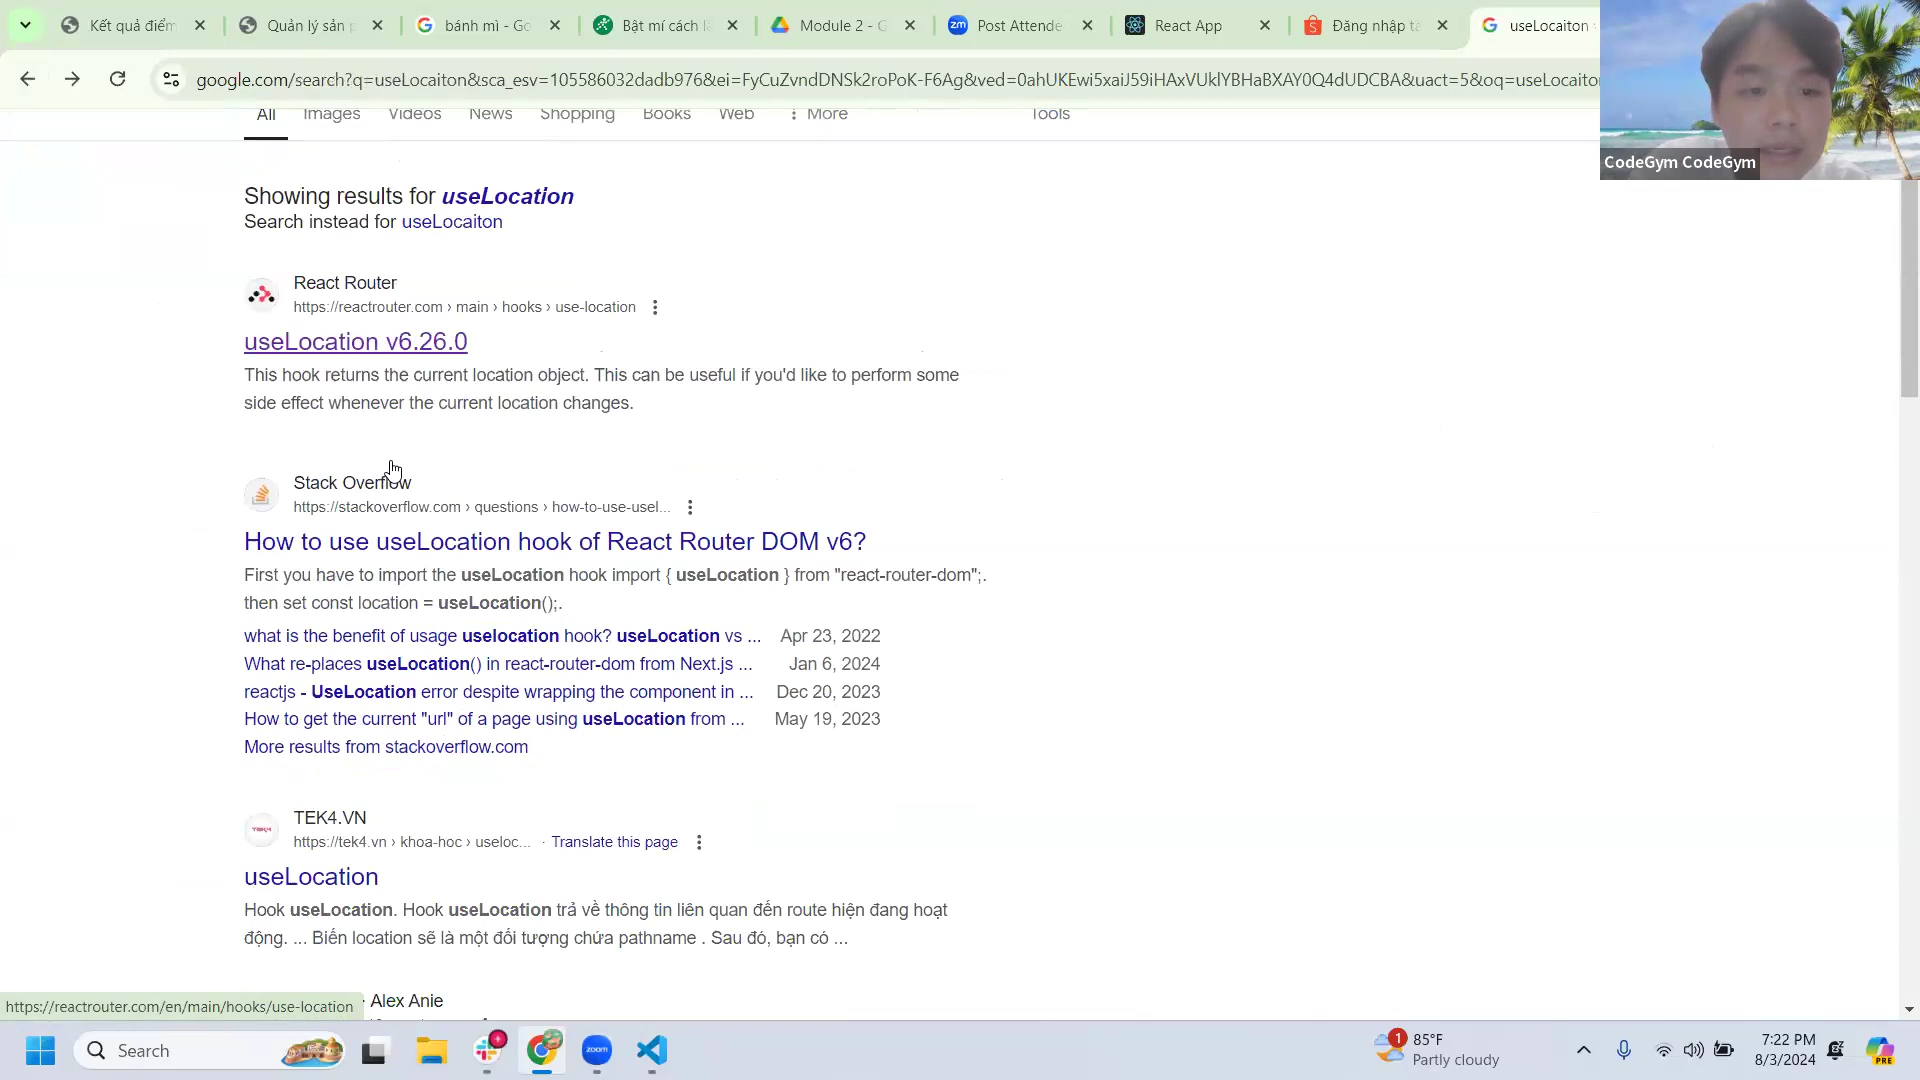 Kết quả điểm
Quản lý sản p
bánh mì - Go
Bật mí cách l
Module 2 - G
Post Attende
React App
Đăng nhập tà
useLocaiton
google.com/search?q=useLocaiton&sca_esv=105586032dadb976&ei=FyCuZvndDNSk2roPoK-F6Ag&ved=0ahUKEwi5xaiJ59iHAxVUklYBHaBXAY0Q4dUDCBA&uact=5&oq=useLocaiton
CodeGym CodeGym
All
Images
Videos
News
Shopping
Books
Web
More
Tools
Showing results for useLocation
Search instead for useLocaiton
React Router
https://reactrouter.com › main › hooks › use-location
useLocation v6.26.0
This hook returns the current location object. This can be useful if you'd like to perform some
side effect whenever the current location changes.
Stack Overflow
https://stackoverflow.com › questions › how-to-use-usel...
How to use useLocation hook of React Router DOM v6?
First you have to import the useLocation hook import { useLocation } from "react-router-dom";.
then set const location = useLocation();.
what is the benefit of usage uselocation hook? useLocation vs ... Apr 23, 2022
What re-places useLocation() in react-router-dom from Next.js ... Jan 6, 2024
reactjs - UseLocation error despite wrapping the component in ... Dec 20, 2023
How to get the current "url" of a page using useLocation from ... May 19, 2023
More results from stackoverflow.com
TEK4.VN
TEK4
https://tek4.vn › khoa-hoc › useloc... · Translate this page
useLocation
Hook useLocation. Hook useLocation trả về thông tin liên quan đến route hiện đang hoạt
động. ... Biến location sẽ là một đối tượng chứa pathname . Sau đó, bạn có ...
Alex Anie
https://reactrouter.com/en/main/hooks/use-location
Search
zoom
1
85°F
Partly cloudy
7:22 PM
8/3/2024
PRE